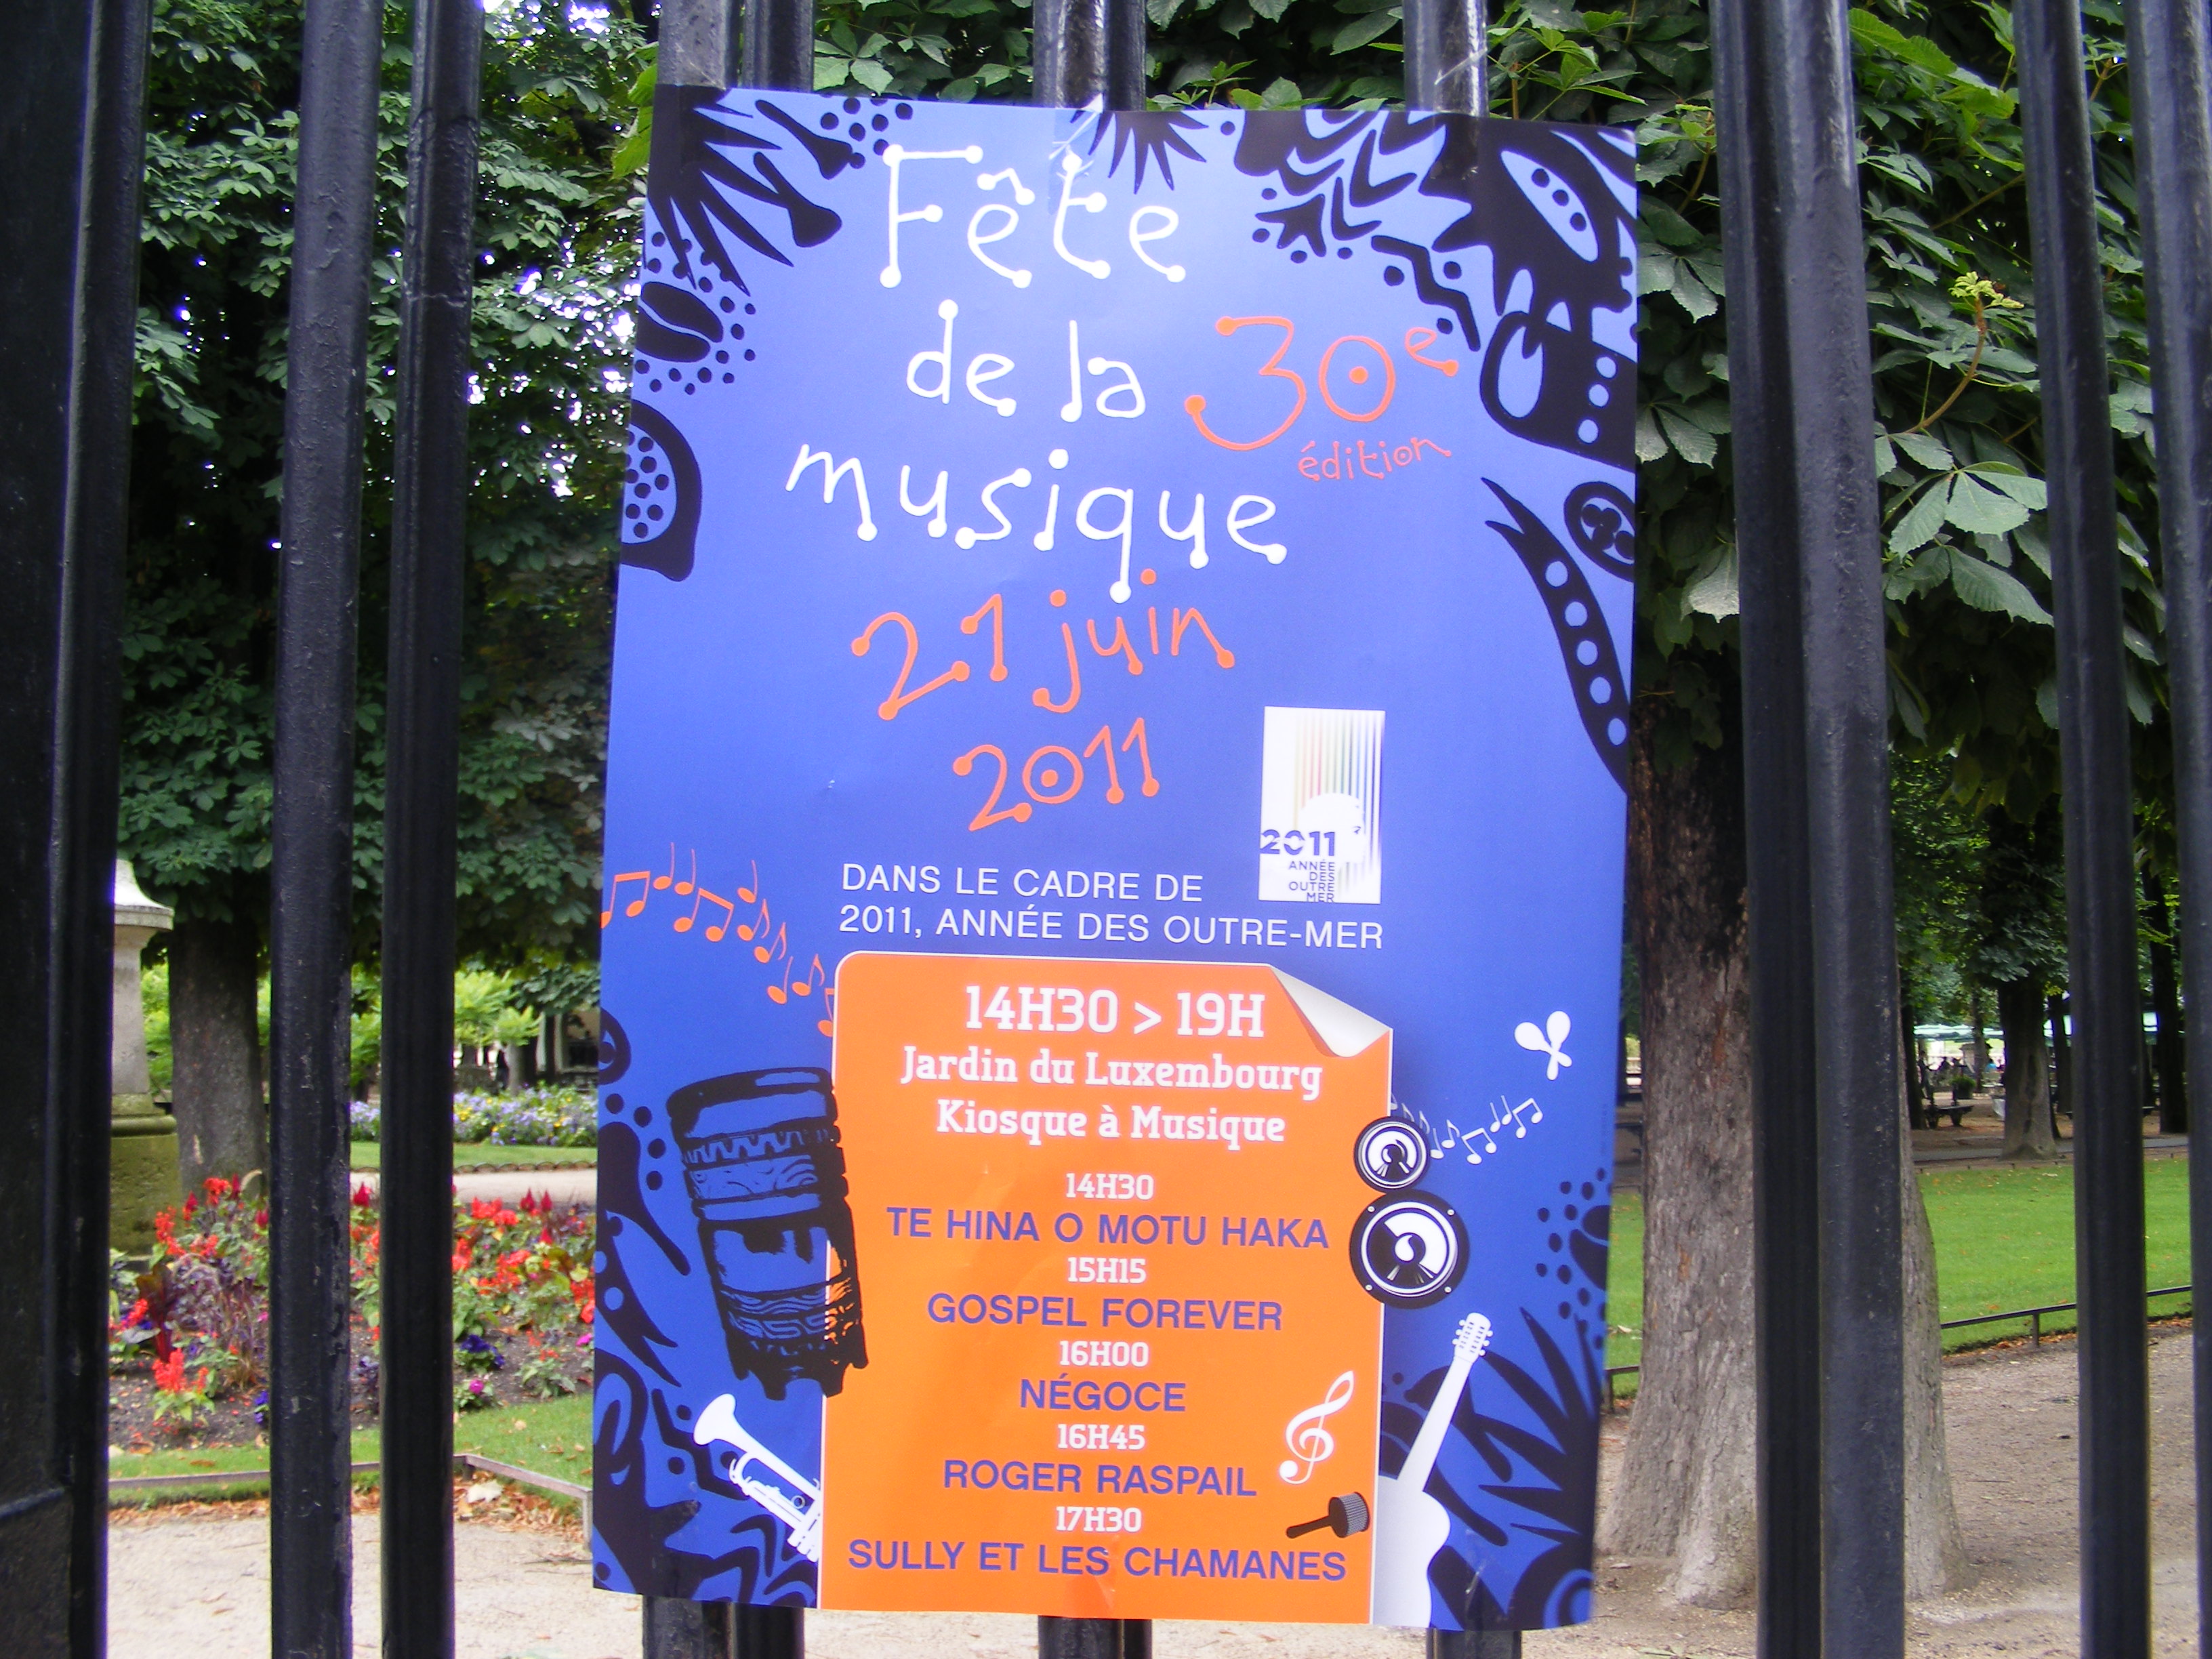 Fête
de la
musique
30e
édition
21 juin
2011
2011
ANNÉE
DES
OUTRE
MER
DANS LE CADRE DE
2011, ANNÉE DES OUTRE-MER
14H30 > 19H
Jardin du Luxembourg
Kiosque à Musique
14H30
TE HINA O MOTU HAKA
15H15
GOSPEL FOREVER
16H00
NÉGOCE
16H45
ROGER RASPAIL
17H30
SULLY ET LES CHAMANES